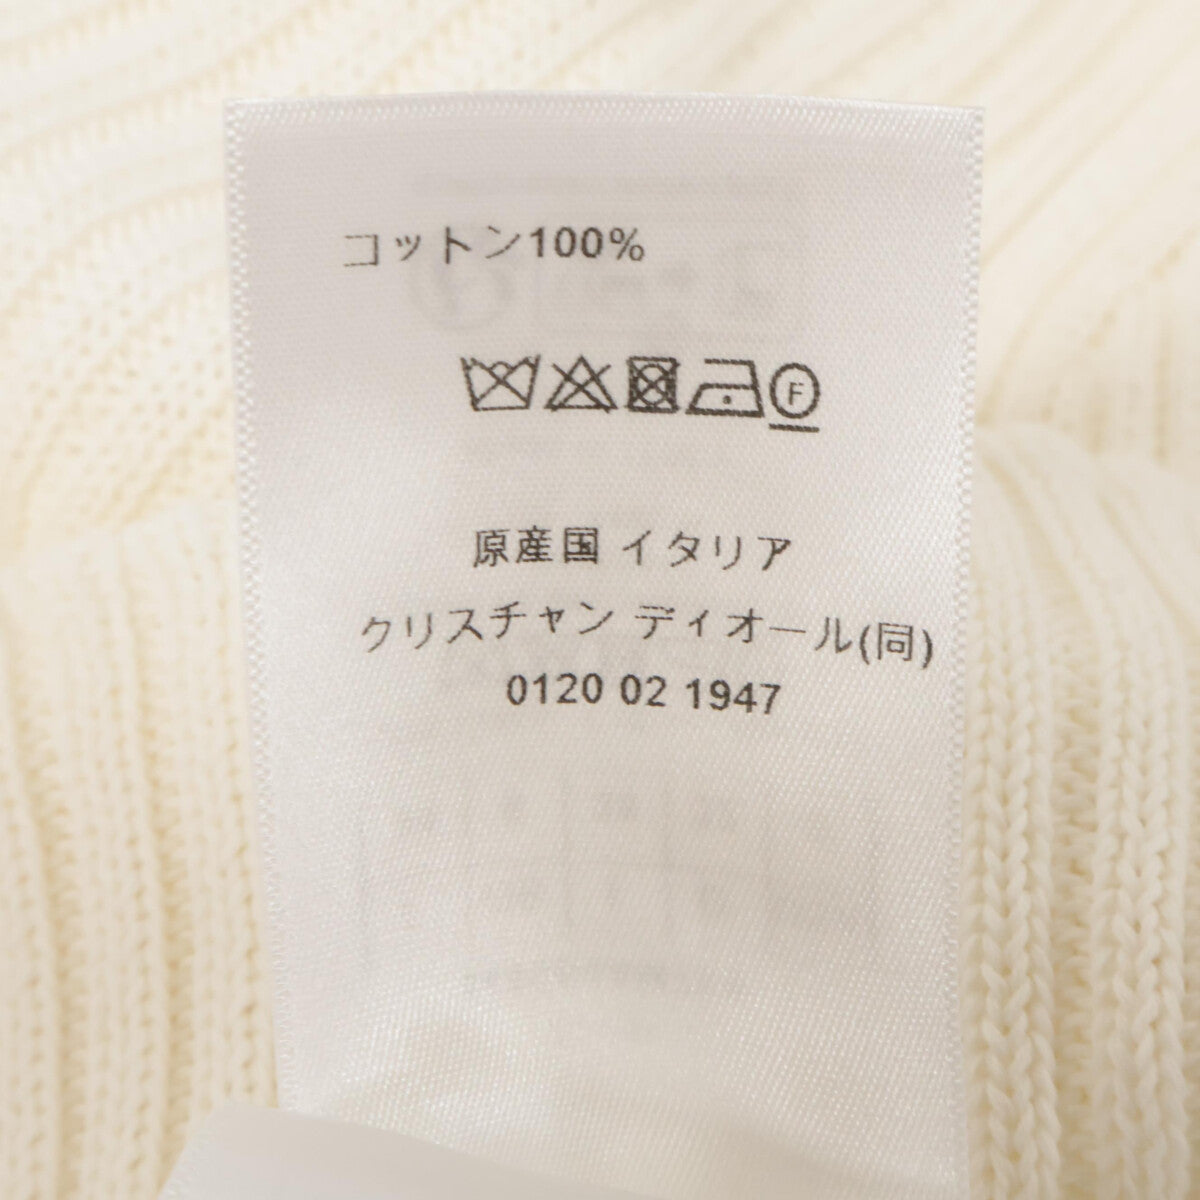 コットン100%
F
原産国 イタリア
クリスチャン ディオール(同)
0120 02 1947